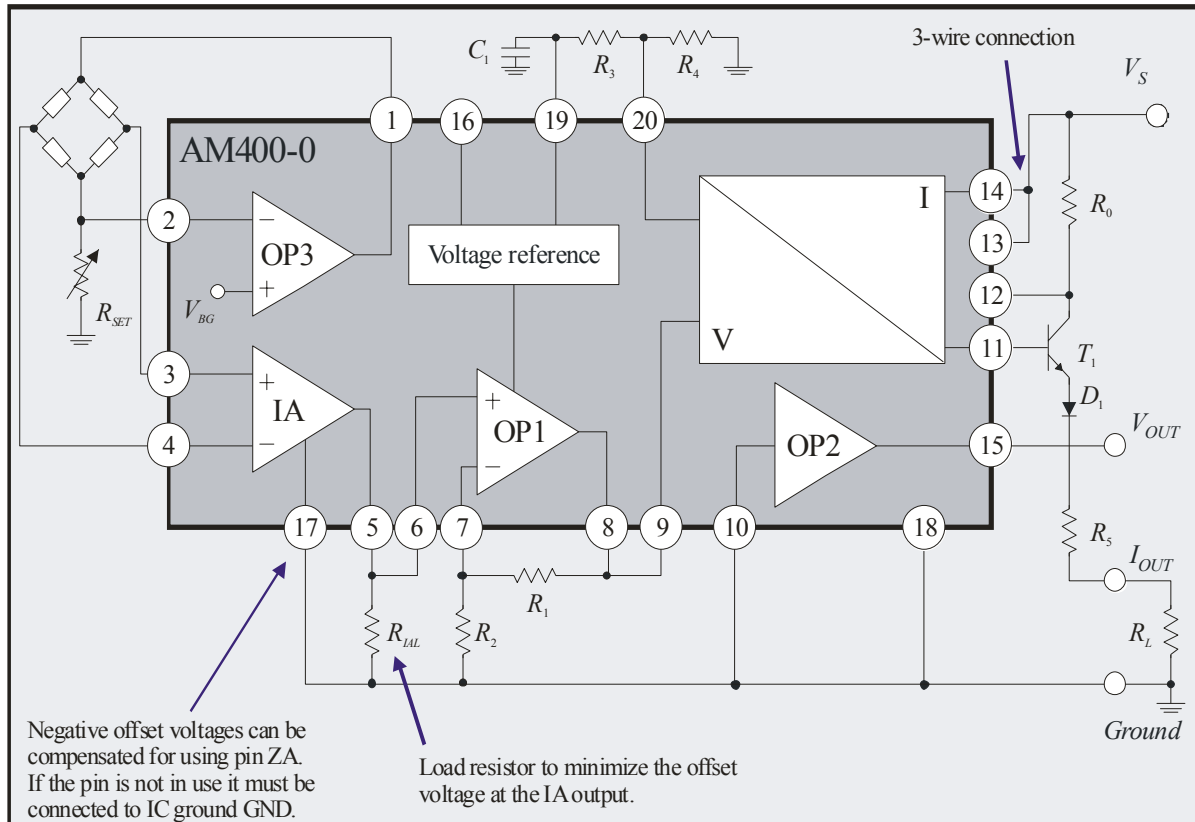 3-wire connection
C1
R3
R4
VS
1
16
19
20
AM400-0
14
I
R0
2
−
OP3
Voltage reference
13
+
VBG
12
RSET
V
11
T1
3
+
D1
IA
+
VOUT
4
−
OP1
OP2
15
−
17
5
6
7
8
9
10
18
R5
IOUT
R1
RIAL
R2
RL
Ground
Negative offset voltages can be
compensated for using pin ZA.
If the pin is not in use it must be
connected to IC ground GND.
Load resistor to minimize the offset
voltage at the IA output.